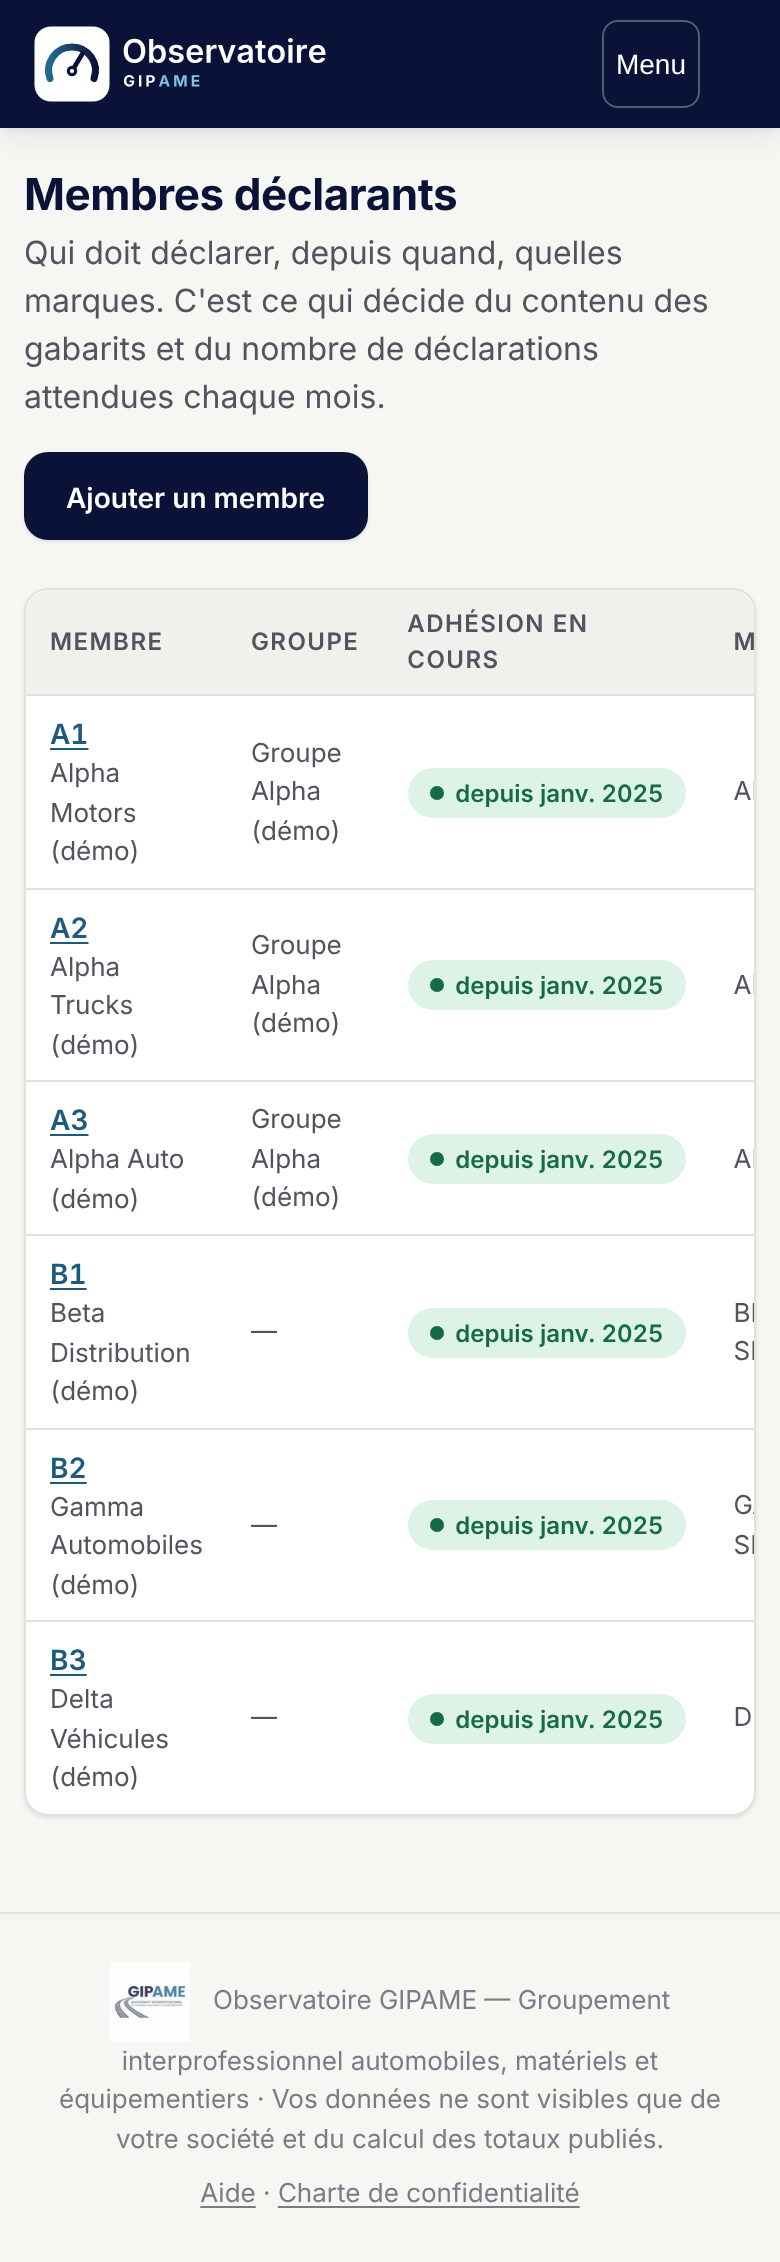 Observatoire
GIPAME
Menu
Membres déclarants
Qui doit déclarer, depuis quand, quelles
marques. C'est ce qui décide du contenu des
gabarits et du nombre de déclarations
attendues chaque mois.
Ajouter un membre
MEMBRE GROUPE ADHÉSION EN
COURS
A1
Alpha
Motors
(démo)
Groupe
Alpha
(démo)
depuis janv. 2025
A2
Alpha
Trucks
(démo)
Groupe
Alpha
(démo)
depuis janv. 2025
A3
Alpha Auto
(démo)
Groupe
Alpha
(démo)
depuis janv. 2025
B1
Beta
Distribution
(démo)
—
depuis janv. 2025
B2
Gamma
Automobiles
(démo)
—
depuis janv. 2025
B3
Delta
Véhicules
(démo)
—
depuis janv. 2025
GIPAME
Observatoire GIPAME — Groupement
interprofessionnel automobiles, matériels et
équipementiers · Vos données ne sont visibles que de
votre société et du calcul des totaux publiés.
Aide · Charte de confidentialité